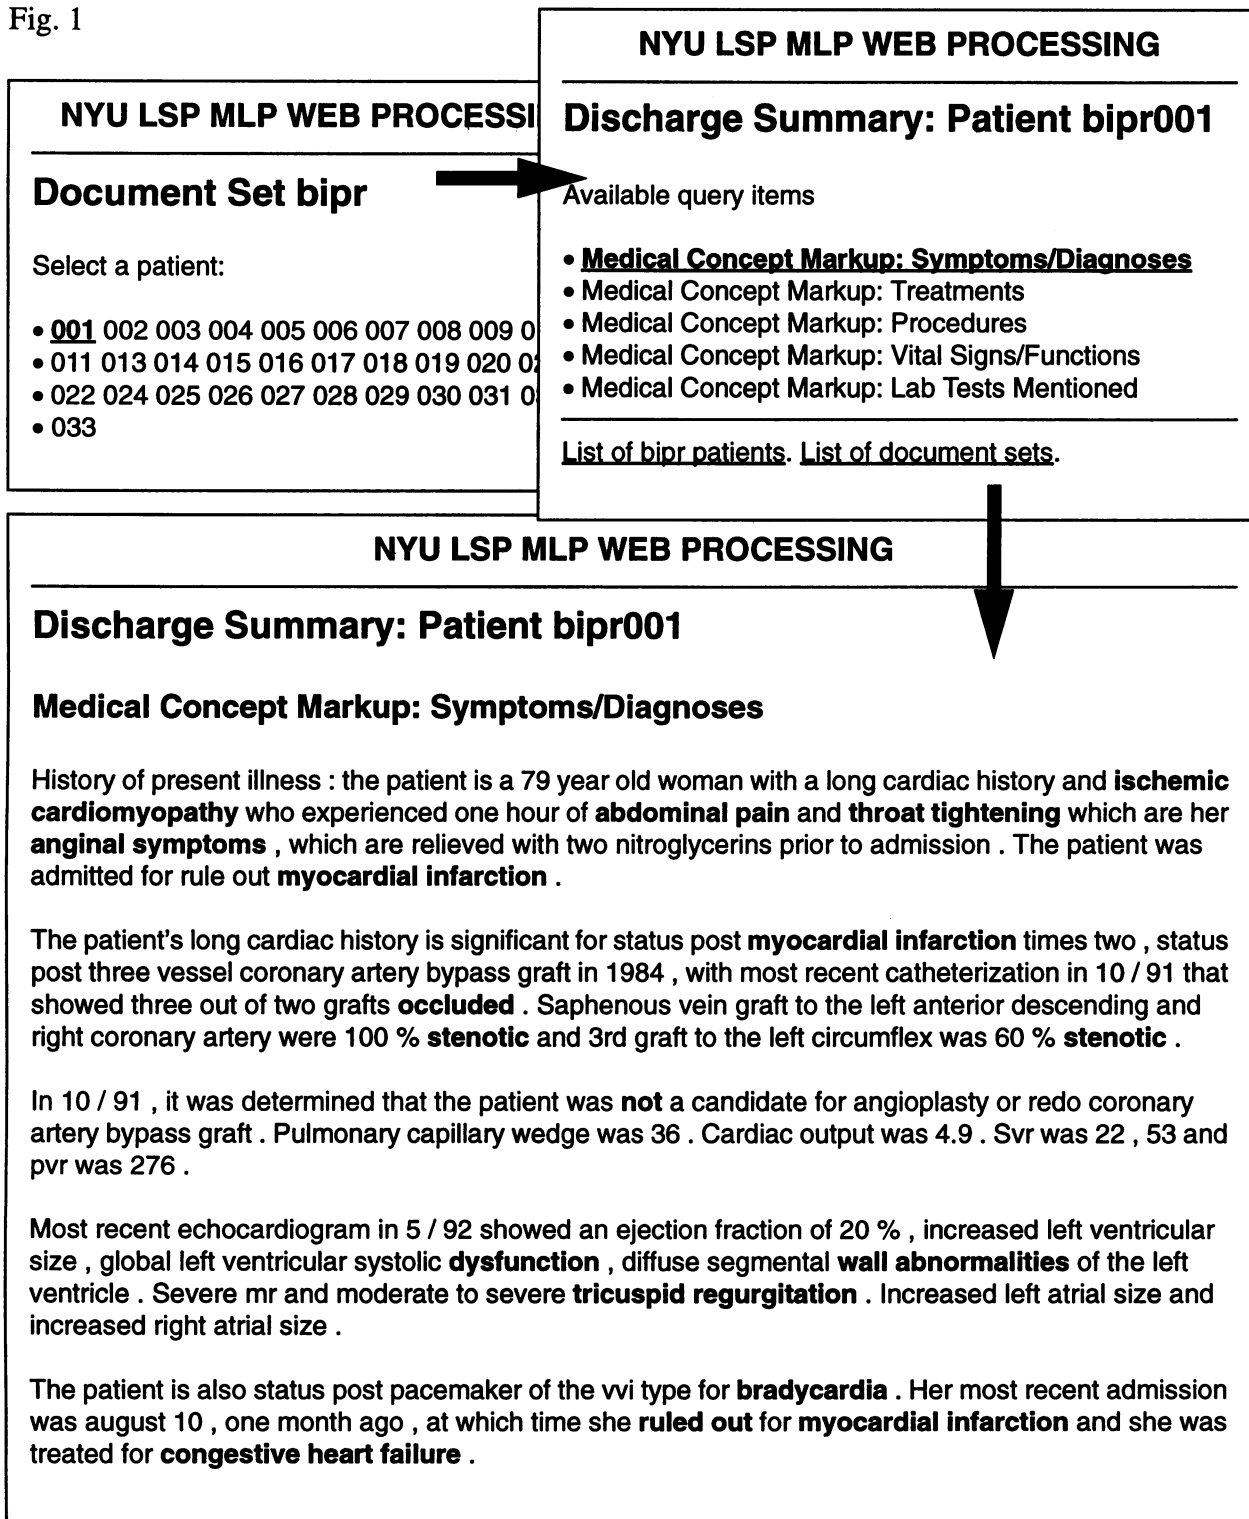 Fig. 1
NYU LSP MLP WEB PROCESSI
Document Set bipr
Select a patient:
• 001 002 003 004 005 006 007 008 009 0
• 011 013 014 015 016 017 018 019 020 02
• 022 024 025 026 027 028 029 030 031 0
• 033
NYU LSP MLP WEB PROCESSING
Discharge Summary: Patient bipr001
Available query items
• Medical Concept Markup: Symptoms/Diagnoses
• Medical Concept Markup: Treatments
• Medical Concept Markup: Procedures
• Medical Concept Markup: Vital Signs/Functions
• Medical Concept Markup: Lab Tests Mentioned
List of bipr patients. List of document sets.
NYU LSP MLP WEB PROCESSING
Discharge Summary: Patient bipr001
Medical Concept Markup: Symptoms/Diagnoses
History of present illness : the patient is a 79 year old woman with a long cardiac history and ischemic
cardiomyopathy who experienced one hour of abdominal pain and throat tightening which are her
anginal symptoms , which are relieved with two nitroglycerins prior to admission . The patient was
admitted for rule out myocardial infarction .
The patient's long cardiac history is significant for status post myocardial infarction times two , status
post three vessel coronary artery bypass graft in 1984 , with most recent catheterization in 10 / 91 that
showed three out of two grafts occluded . Saphenous vein graft to the left anterior descending and
right coronary artery were 100 % stenotic and 3rd graft to the left circumflex was 60 % stenotic .
In 10 / 91 , it was determined that the patient was not a candidate for angioplasty or redo coronary
artery bypass graft . Pulmonary capillary wedge was 36 . Cardiac output was 4.9 . Svr was 22 , 53 and
pvr was 276 .
Most recent echocardiogram in 5 / 92 showed an ejection fraction of 20 % , increased left ventricular
size , global left ventricular systolic dysfunction , diffuse segmental wall abnormalities of the left
ventricle . Severe mr and moderate to severe tricuspid regurgitation . Increased left atrial size and
increased right atrial size .
The patient is also status post pacemaker of the vvi type for bradycardia . Her most recent admission
was august 10 , one month ago , at which time she ruled out for myocardial infarction and she was
treated for congestive heart failure .